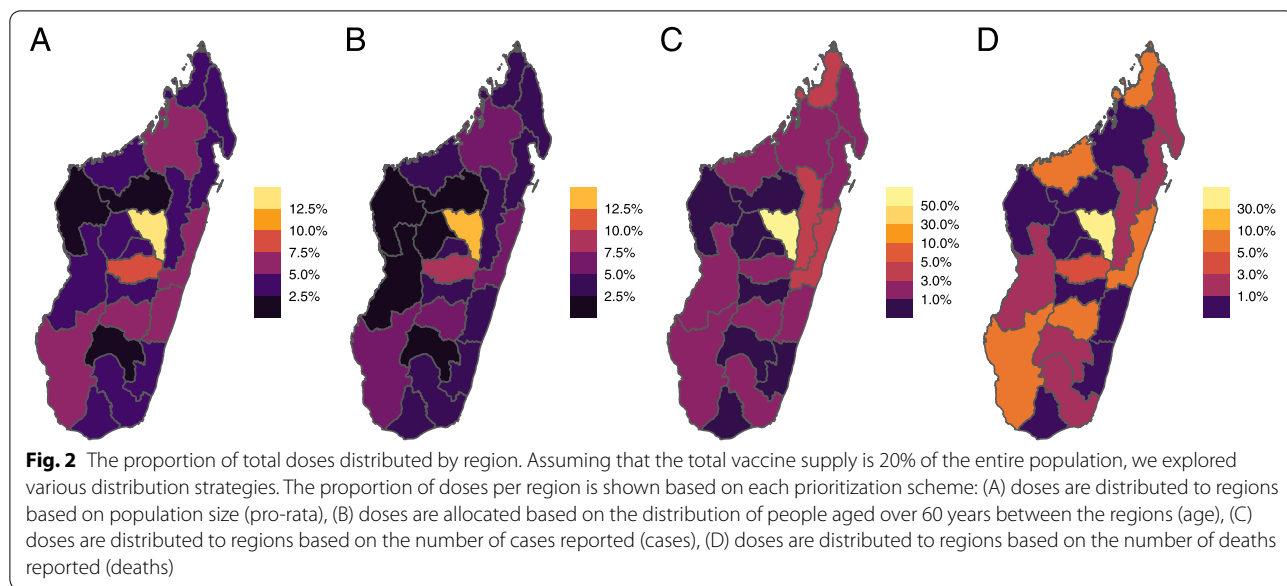 A
B
C
D
12.5%
10.0%
7.5%
5.0%
2.5%
12.5%
10.0%
7.5%
5.0%
2.5%
50.0%
30.0%
10.0%
5.0%
3.0%
1.0%
30.0%
10.0%
5.0%
3.0%
1.0%
Fig. 2 The proportion of total doses distributed by region. Assuming that the total vaccine supply is 20% of the entire population, we explored
various distribution strategies. The proportion of doses per region is shown based on each prioritization scheme: (A) doses are distributed to regions
based on population size (pro-rata), (B) doses are allocated based on the distribution of people aged over 60 years between the regions (age), (C)
doses are distributed to regions based on the number of cases reported (cases), (D) doses are distributed to regions based on the number of deaths
reported (deaths)